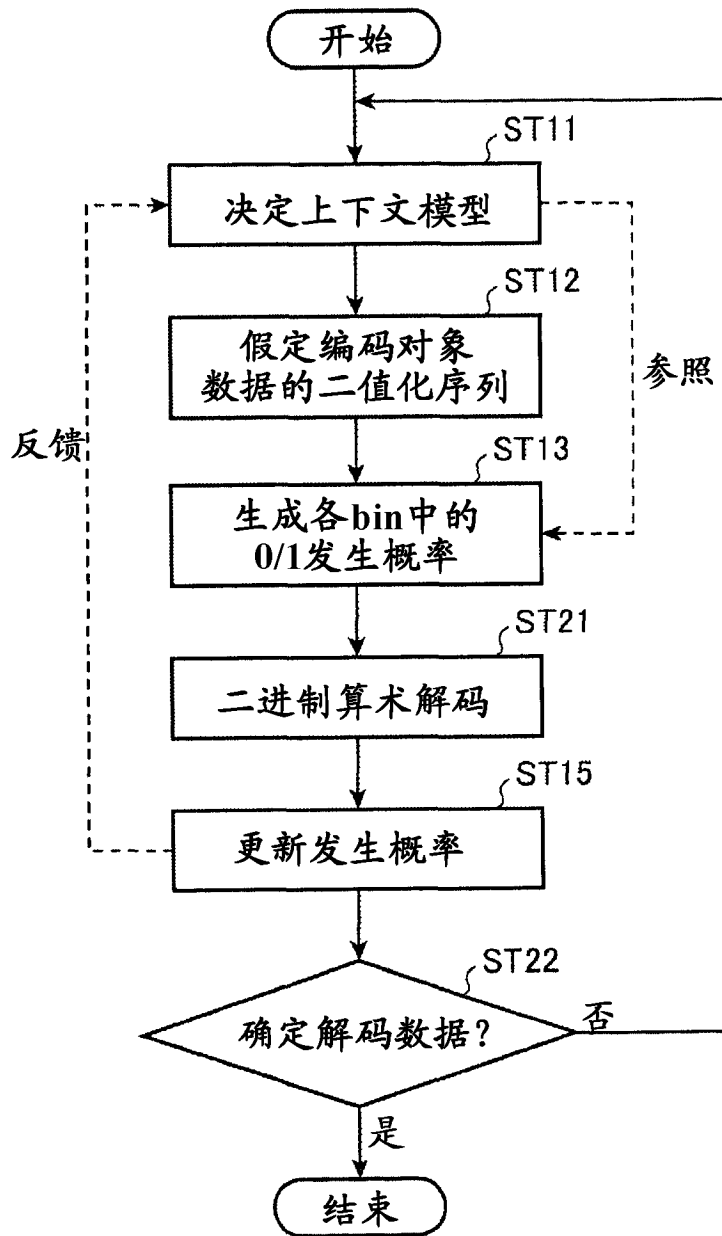 开始
ST11
决定上下文模型
ST12
假定编码对象
数据的二值化序列
参照
反馈
ST13
生成各bin中的
0/1发生概率
ST21
二进制算术解码
ST15
更新发生概率
ST22
确定解码数据?
否
是
结束